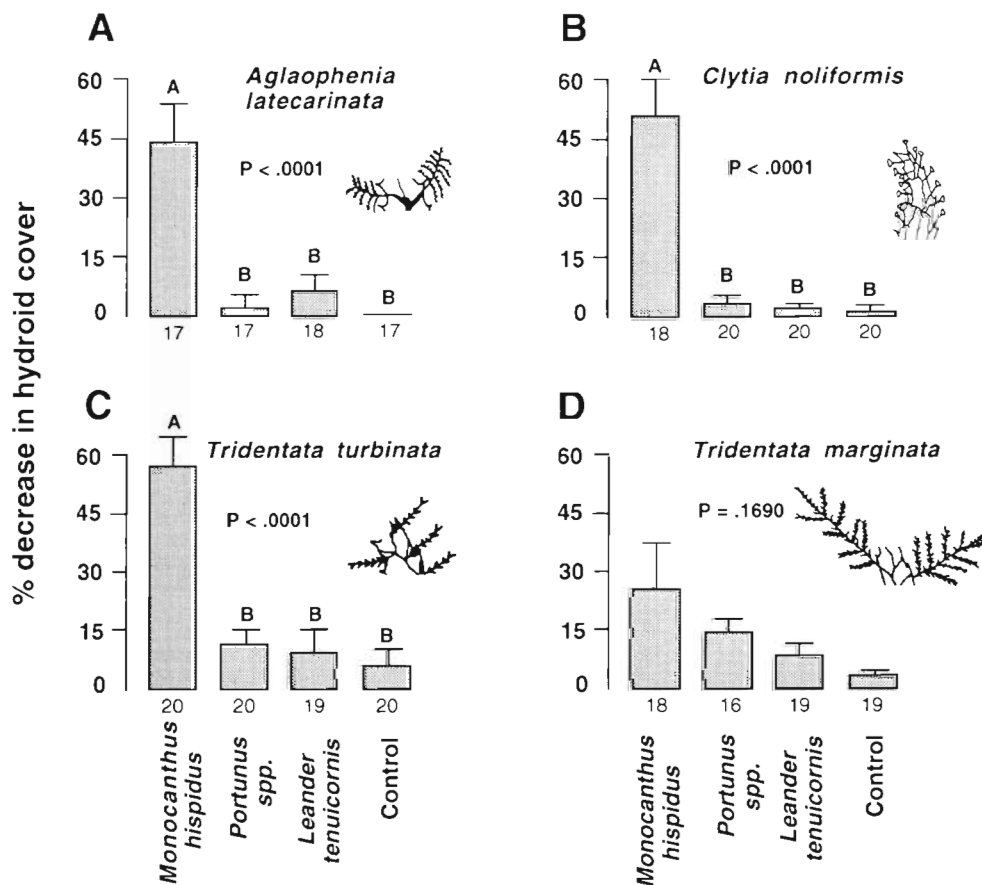 % decrease in hydroid cover
A
Aglaophenia
latecarinata
60
45
30
15
0
P < .0001
A
B
B
B
17
17
18
17
B
Clytia noliformis
60
45
30
15
0
P < .0001
A
B
B
B
18
20
20
20
C
Tridentata turbinata
60
45
30
15
0
P < .0001
A
B
B
B
20
20
19
20
Monocanthus
hispidus
Portunus
spp.
Leander
tenuicornis
Control
D
Tridentata marginata
60
45
30
15
0
P = .1690
18
16
19
19
Monocanthus
hispidus
Portunus
spp.
Leander
tenuicornis
Control